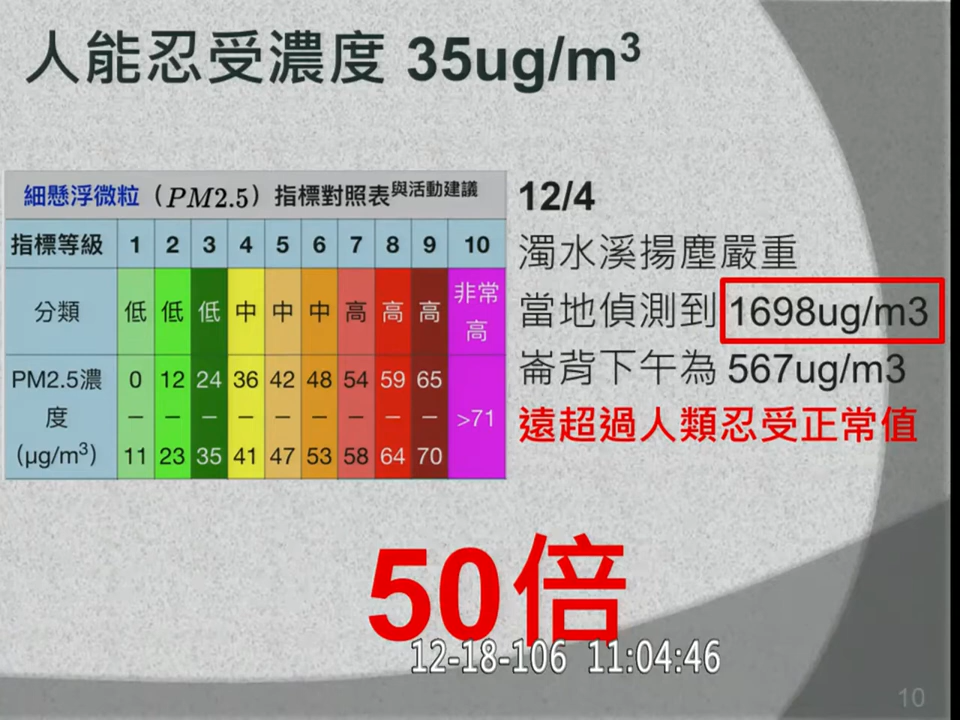 人能忍受濃度 35ug/m³
細懸浮微粒（PM2.5）指標對照表與活動建議
指標等級 1 2 3 4 5 6 7 8 9 10
分類 低 低 低 中 中 中 高 高 高 非常高
PM2.5濃度 (μg/m³) 0–11 12–23 24–35 36–41 42–47 48–53 54–58 59–64 65–70 >71
12/4
濁水溪揚塵嚴重
當地偵測到 1698ug/m3
崙背下午為 567ug/m3
遠超過人類忍受正常值
50倍
12-18-106 11:04:46
10